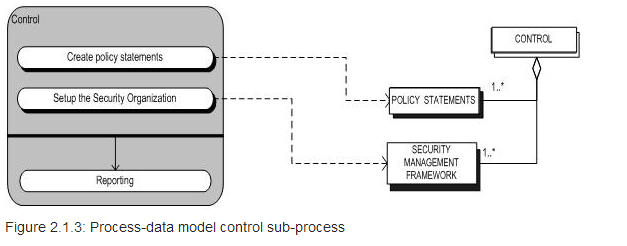 Control
Create policy statements
Setup the Security Organization
Reporting
CONTROL
1..*
POLICY STATEMENTS
1..*
SECURITY
MANAGEMENT
FRAMEWORK
Figure 2.1.3: Process-data model control sub-process